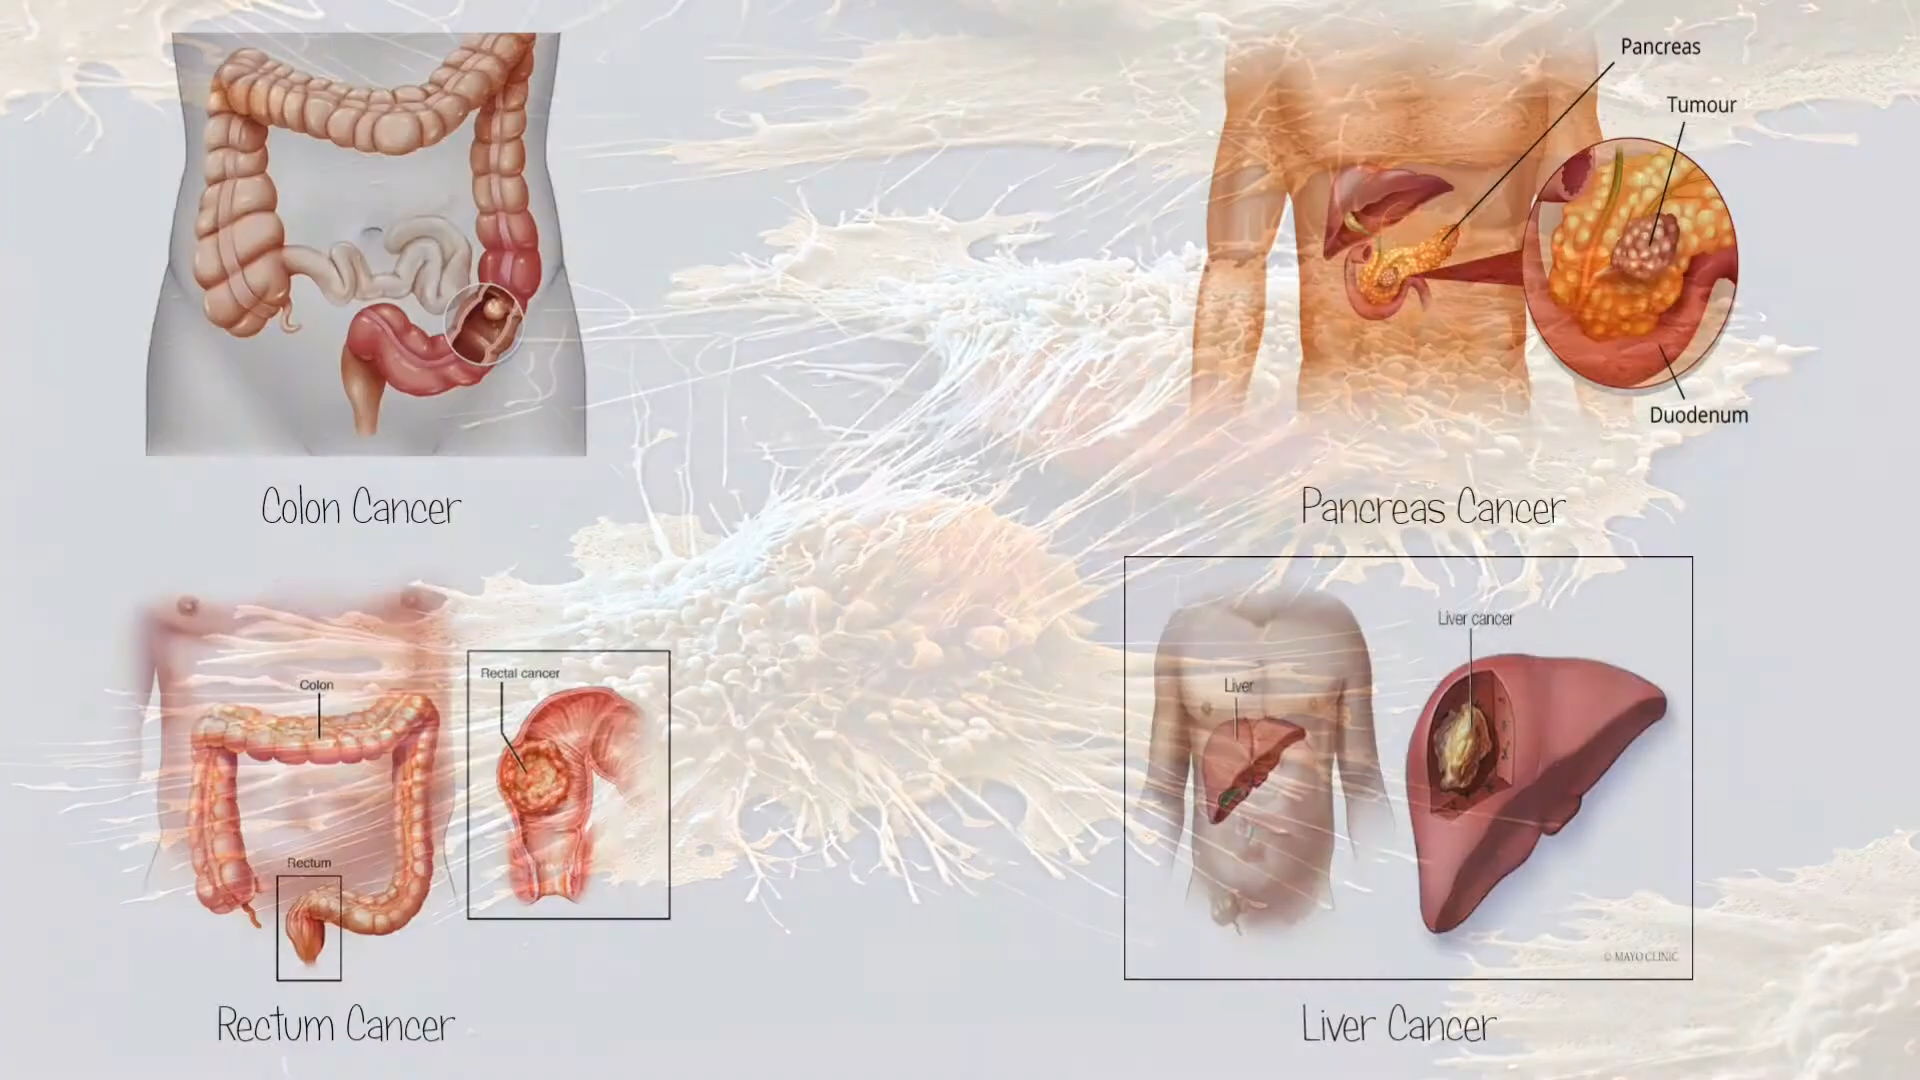 Pancreas
Tumour
Duodenum
Colon Cancer
Pancreas Cancer
Colon
Rectum
Rectal cancer
Rectum Cancer
Liver
Liver cancer
© MAYO CLINIC
Liver Cancer